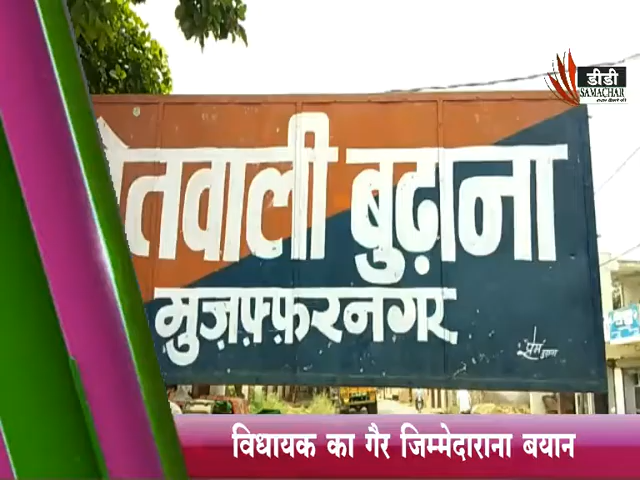 डीडी
SAMACHAR
ोतवाली बुढ़ाना
मुज़फ़्फ़रनगर
प्रेम
विधायक का गैर जिम्मेदाराना बयान